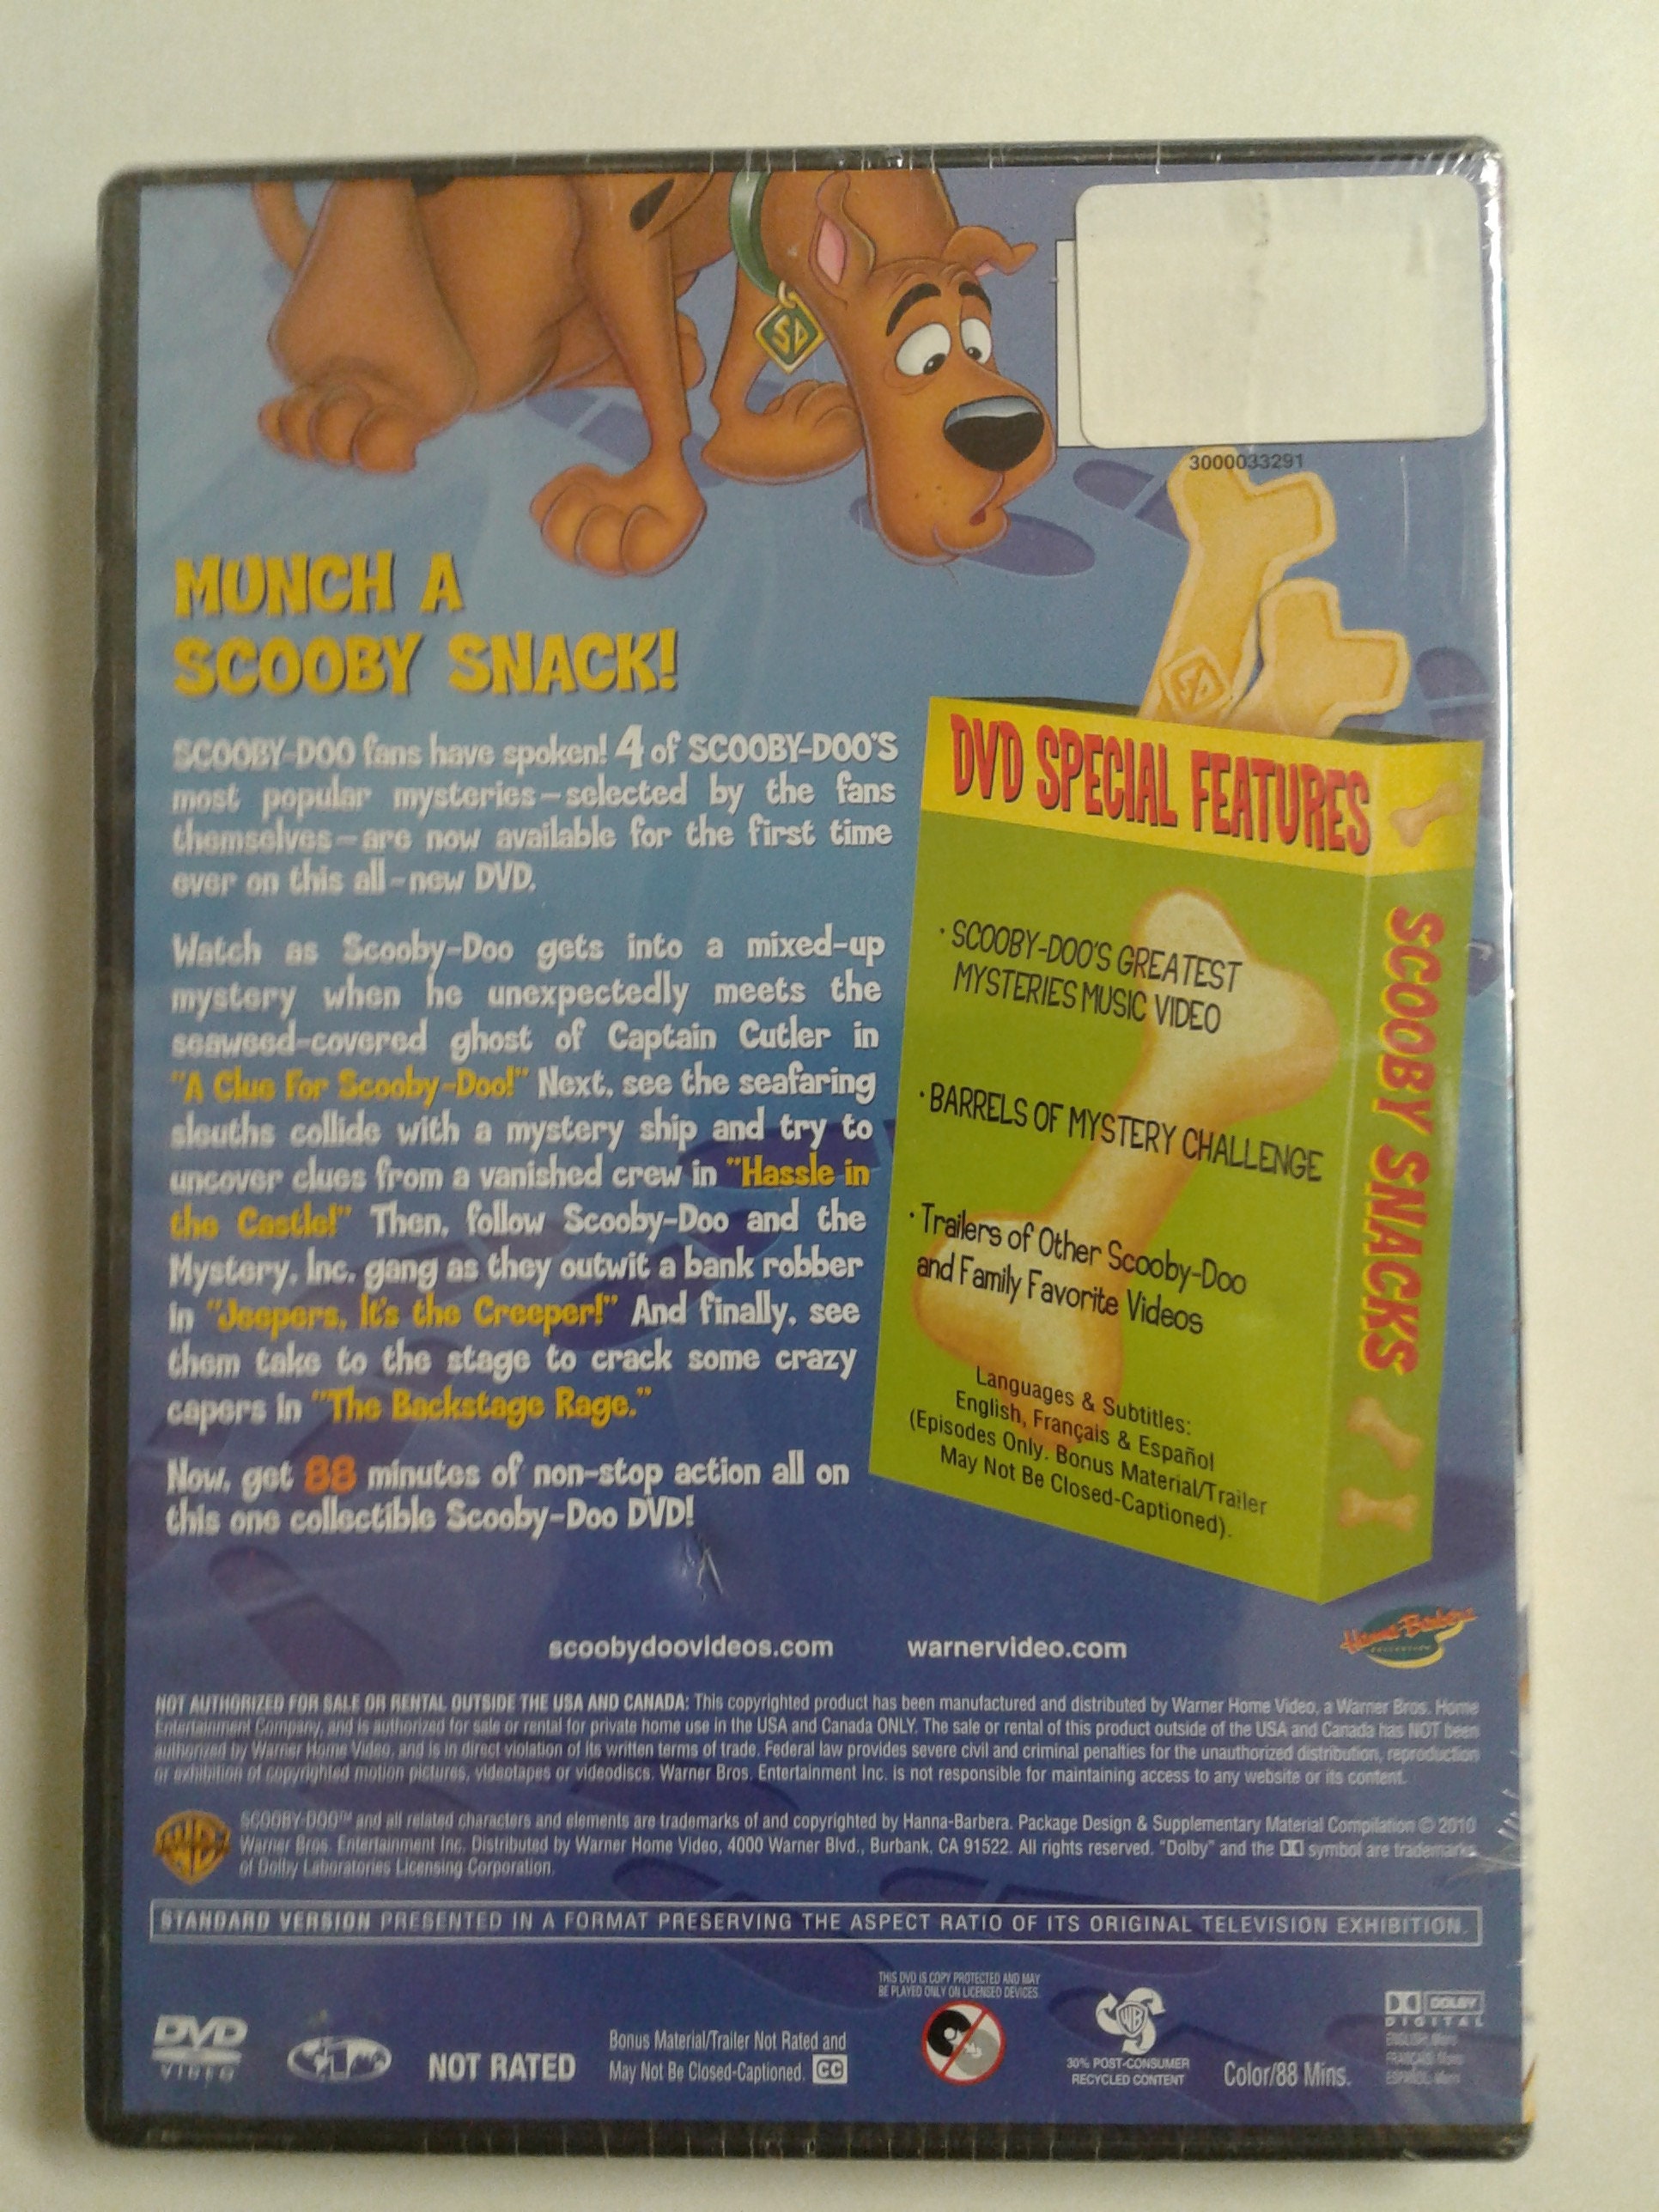 SD
3000033291
MUNCH A
SCOOBY SNACK!
SCOOBY-DOO fans have spoken! 4 of SCOOBY-DOO'S
most popular mysteries-selected by the fans
themselves-are now available for the first time
ever on this all-new DVD.
Watch as Scooby-Doo gets into a mixed-up
mystery when he unexpectedly meets the
seaweed-covered ghost of Captain Cutler in
"A Clue For Scooby-Doo!" Next, see the seafaring
sleuths collide with a mystery ship and try to
uncover clues from a vanished crew in "Hassle in
the Castle!" Then, follow Scooby-Doo and the
Mystery, Inc. gang as they outwit a bank robber
in "Jeepers, It's the Creeper!" And finally, see
them take to the stage to crack some crazy
capers in "The Backstage Rage."
Now, get 88 minutes of non-stop action all on
this one collectible Scooby-Doo DVD!
SD
DVD SPECIAL FEATURES
· SCOOBY-DOO'S GREATEST
MYSTERIES MUSIC VIDEO
· BARRELS OF MYSTERY CHALLENGE
· Trailers of Other Scooby-Doo
and Family Favorite Videos
Languages & Subtitles:
English, Français & Español
(Episodes Only. Bonus Material/Trailer
May Not Be Closed-Captioned).
SCOOBY SNACKS
scoobydoovideos.com warnervideo.com
Hanna-Barbera
NOT AUTHORIZED FOR SALE OR RENTAL OUTSIDE THE USA AND CANADA: This copyrighted product has been manufactured and distributed by Warner Home Video, a Warner Bros. Home
Entertainment Company, and is authorized for sale or rental for private home use in the USA and Canada ONLY. The sale or rental of this product outside of the USA and Canada has NOT been
authorized by Warner Home Video, and is in direct violation of its written terms of trade. Federal law provides severe civil and criminal penalties for the unauthorized distribution, reproduction
or exhibition of copyrighted motion pictures, videotapes or videodiscs. Warner Bros. Entertainment Inc. is not responsible for maintaining access to any website or its content.
WB
SCOOBY-DOO™ and all related characters and elements are trademarks of and copyrighted by Hanna-Barbera. Package Design & Supplementary Material Compilation © 2010
Warner Bros. Entertainment Inc. Distributed by Warner Home Video, 4000 Warner Blvd., Burbank, CA 91522. All rights reserved. "Dolby" and the symbol are trademarks
of Dolby Laboratories Licensing Corporation.
STANDARD VERSION PRESENTED IN A FORMAT PRESERVING THE ASPECT RATIO OF ITS ORIGINAL TELEVISION EXHIBITION.
THIS DVD IS COPY PROTECTED AND MAY
BE PLAYED ONLY ON LICENSED DEVICES.
DVD
VIDEO
1
NOT RATED
Bonus Material/Trailer Not Rated and
May Not Be Closed-Captioned. CC
WB
30% POST-CONSUMER
RECYCLED CONTENT
Color/88 Mins.
DOLBY
DIGITAL
ENGLISH: Mono
FRANÇAIS: Mono
ESPAÑOL: Mono